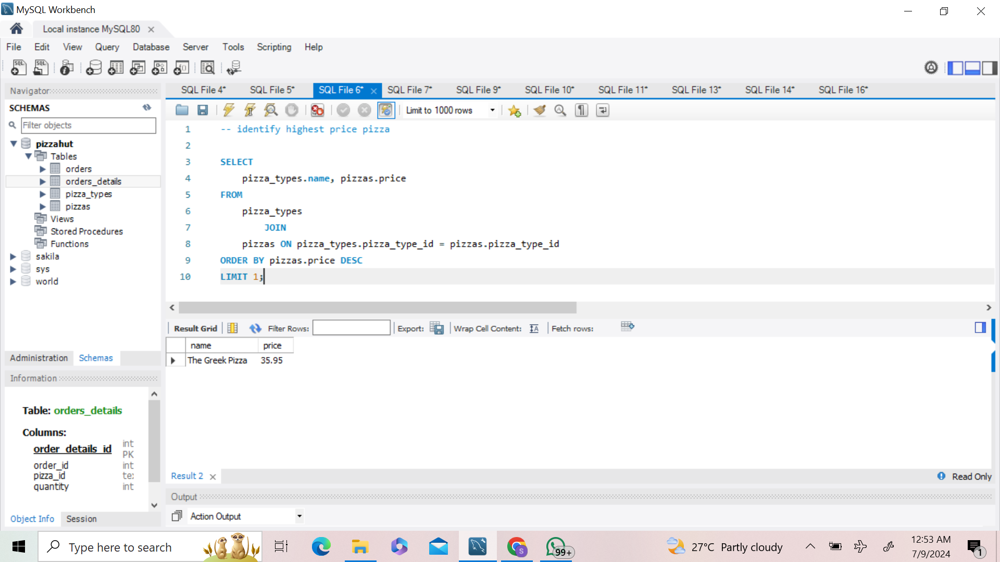 MySQL Workbench
Local instance MySQL80
File Edit View Query Database Server Tools Scripting Help
Navigator
SCHEMAS
Filter objects
pizzahut
Tables
orders
orders_details
pizza_types
pizzas
Views
Stored Procedures
Functions
sakila
sys
world
Administration Schemas
Information
Table: orders_details
Columns:
order_details_id int PK
order_id int
pizza_id
quantity int
Object Info Session
SQL File 4* SQL File 5* SQL File 6* SQL File 7* SQL File 9* SQL File 10* SQL File 11* SQL File 13* SQL File 14* SQL File 16*
Limit to 1000 rows
1 -- identify highest price pizza
2
3 SELECT
4 pizza_types.name, pizzas.price
5 FROM
6 pizza_types
7 JOIN
8 pizzas ON pizza_types.pizza_type_id = pizzas.pizza_type_id
9 ORDER BY pizzas.price DESC
10 LIMIT 1;
Result Grid Filter Rows: Export: Wrap Cell Content: Fetch rows:
name price
The Greek Pizza 35.95
Result 2 Read Only
Output
Action Output
Type here to search
99+
27°C Partly cloudy
12:53 AM
7/9/2024
1